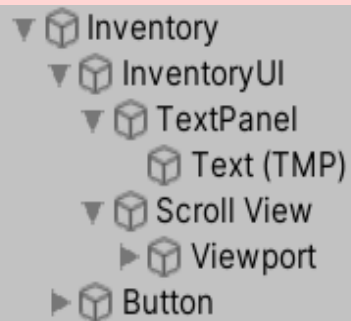 Inventory
InventoryUI
TextPanel
Text (TMP)
Scroll View
Viewport
Button